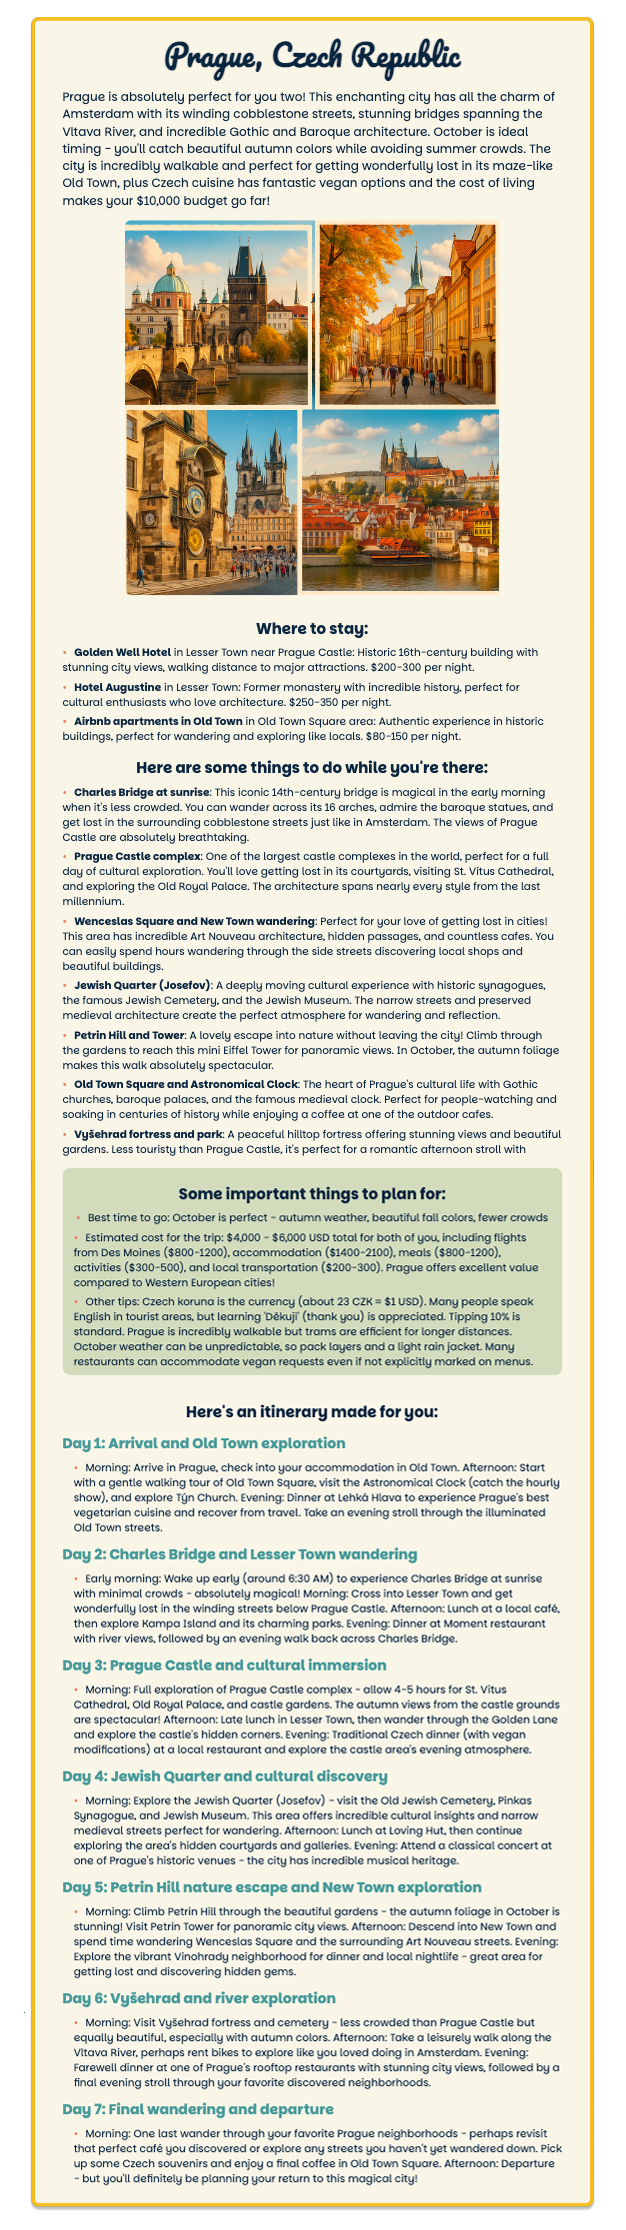 Prague, Czech Republic
Prague is absolutely perfect for you two! This enchanting city has all the charm of
Amsterdam with its winding cobblestone streets, stunning bridges spanning the
Vltava River, and incredible Gothic and Baroque architecture. October is ideal
timing - you'll catch beautiful autumn colors while avoiding summer crowds. The
city is incredibly walkable and perfect for getting wonderfully lost in its maze-like
Old Town, plus Czech cuisine has fantastic vegan options and the cost of living
makes your $10,000 budget go far!
Where to stay:
• Golden Well Hotel in Lesser Town near Prague Castle: Historic 16th-century building with
stunning city views, walking distance to major attractions. $200-300 per night.
• Hotel Augustine in Lesser Town: Former monastery with incredible history, perfect for
cultural enthusiasts who love architecture. $250-350 per night.
• Airbnb apartments in Old Town in Old Town Square area: Authentic experience in historic
buildings, perfect for wandering and exploring like locals. $80-150 per night.
Here are some things to do while you're there:
• Charles Bridge at sunrise: This iconic 14th-century bridge is magical in the early morning
when it's less crowded. You can wander across its 16 arches, admire the baroque statues, and
get lost in the surrounding cobblestone streets just like in Amsterdam. The views of Prague
Castle are absolutely breathtaking.
• Prague Castle complex: One of the largest castle complexes in the world, perfect for a full
day of cultural exploration. You'll love getting lost in its courtyards, visiting St. Vitus Cathedral,
and exploring the Old Royal Palace. The architecture spans nearly every style from the last
millennium.
• Wenceslas Square and New Town wandering: Perfect for your love of getting lost in cities!
This area has incredible Art Nouveau architecture, hidden passages, and countless cafes. You
can easily spend hours wandering through the side streets discovering local shops and
beautiful buildings.
• Jewish Quarter (Josefov): A deeply moving cultural experience with historic synagogues,
the famous Jewish Cemetery, and the Jewish Museum. The narrow streets and preserved
medieval architecture create the perfect atmosphere for wandering and reflection.
• Petrin Hill and Tower: A lovely escape into nature without leaving the city! Climb through
the gardens to reach this mini Eiffel Tower for panoramic views. In October, the autumn foliage
makes this walk absolutely spectacular.
• Old Town Square and Astronomical Clock: The heart of Prague's cultural life with Gothic
churches, baroque palaces, and the famous medieval clock. Perfect for people-watching and
soaking in centuries of history while enjoying a coffee at one of the outdoor cafes.
• Vyšehrad fortress and park: A peaceful hilltop fortress offering stunning views and beautiful
gardens. Less touristy than Prague Castle, it's perfect for a romantic afternoon stroll with
Some important things to plan for:
• Best time to go: October is perfect - autumn weather, beautiful fall colors, fewer crowds
• Estimated cost for the trip: $4,000 - $6,000 USD total for both of you, including flights
from Des Moines ($800-1200), accommodation ($1400-2100), meals ($800-1200),
activities ($300-500), and local transportation ($200-300). Prague offers excellent value
compared to Western European cities!
• Other tips: Czech koruna is the currency (about 23 CZK = $1 USD). Many people speak
English in tourist areas, but learning 'Děkuji' (thank you) is appreciated. Tipping 10% is
standard. Prague is incredibly walkable but trams are efficient for longer distances.
October weather can be unpredictable, so pack layers and a light rain jacket. Many
restaurants can accommodate vegan requests even if not explicitly marked on menus.
Here's an itinerary made for you:
Day 1: Arrival and Old Town exploration
• Morning: Arrive in Prague, check into your accommodation in Old Town. Afternoon: Start
with a gentle walking tour of Old Town Square, visit the Astronomical Clock (catch the hourly
show), and explore Týn Church. Evening: Dinner at Lehká Hlava to experience Prague's best
vegetarian cuisine and recover from travel. Take an evening stroll through the illuminated
Old Town streets.
Day 2: Charles Bridge and Lesser Town wandering
• Early morning: Wake up early (around 6:30 AM) to experience Charles Bridge at sunrise
with minimal crowds - absolutely magical! Morning: Cross into Lesser Town and get
wonderfully lost in the winding streets below Prague Castle. Afternoon: Lunch at a local café,
then explore Kampa Island and its charming parks. Evening: Dinner at Moment restaurant
with river views, followed by an evening walk back across Charles Bridge.
Day 3: Prague Castle and cultural immersion
• Morning: Full exploration of Prague Castle complex - allow 4-5 hours for St. Vitus
Cathedral, Old Royal Palace, and castle gardens. The autumn views from the castle grounds
are spectacular! Afternoon: Late lunch in Lesser Town, then wander through the Golden Lane
and explore the castle's hidden corners. Evening: Traditional Czech dinner (with vegan
modifications) at a local restaurant and explore the castle area's evening atmosphere.
Day 4: Jewish Quarter and cultural discovery
• Morning: Explore the Jewish Quarter (Josefov) - visit the Old Jewish Cemetery, Pinkas
Synagogue, and Jewish Museum. This area offers incredible cultural insights and narrow
medieval streets perfect for wandering. Afternoon: Lunch at Loving Hut, then continue
exploring the area's hidden courtyards and galleries. Evening: Attend a classical concert at
one of Prague's historic venues - the city has incredible musical heritage.
Day 5: Petrin Hill nature escape and New Town exploration
• Morning: Climb Petrin Hill through the beautiful gardens - the autumn foliage in October is
stunning! Visit Petrin Tower for panoramic city views. Afternoon: Descend into New Town and
spend time wandering Wenceslas Square and the surrounding Art Nouveau streets. Evening:
Explore the vibrant Vinohrady neighborhood for dinner and local nightlife - great area for
getting lost and discovering hidden gems.
Day 6: Vyšehrad and river exploration
• Morning: Visit Vyšehrad fortress and cemetery - less crowded than Prague Castle but
equally beautiful, especially with autumn colors. Afternoon: Take a leisurely walk along the
Vltava River, perhaps rent bikes to explore like you loved doing in Amsterdam. Evening:
Farewell dinner at one of Prague's rooftop restaurants with stunning city views, followed by a
final evening stroll through your favorite discovered neighborhoods.
Day 7: Final wandering and departure
• Morning: One last wander through your favorite Prague neighborhoods - perhaps revisit
that perfect café you discovered or explore any streets you haven't yet wandered down. Pick
up some Czech souvenirs and enjoy a final coffee in Old Town Square. Afternoon: Departure
- but you'll definitely be planning your return to this magical city!